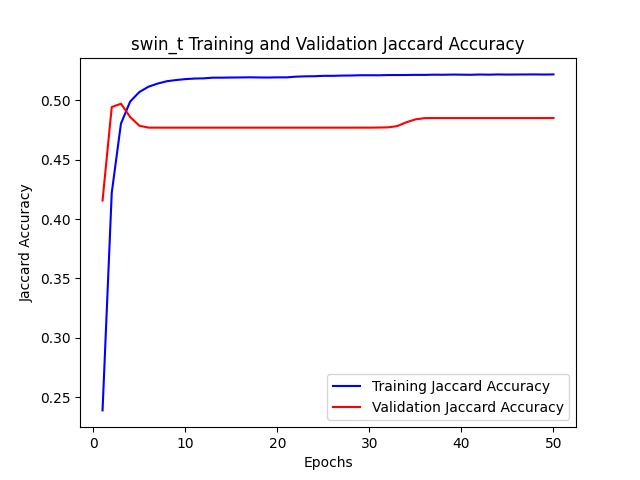 swin_t Training and Validation Jaccard Accuracy
Jaccard Accuracy
0.50
0.45
0.40
0.35
0.30
0.25
0 10 20 30 40 50
Epochs
Training Jaccard Accuracy
Validation Jaccard Accuracy